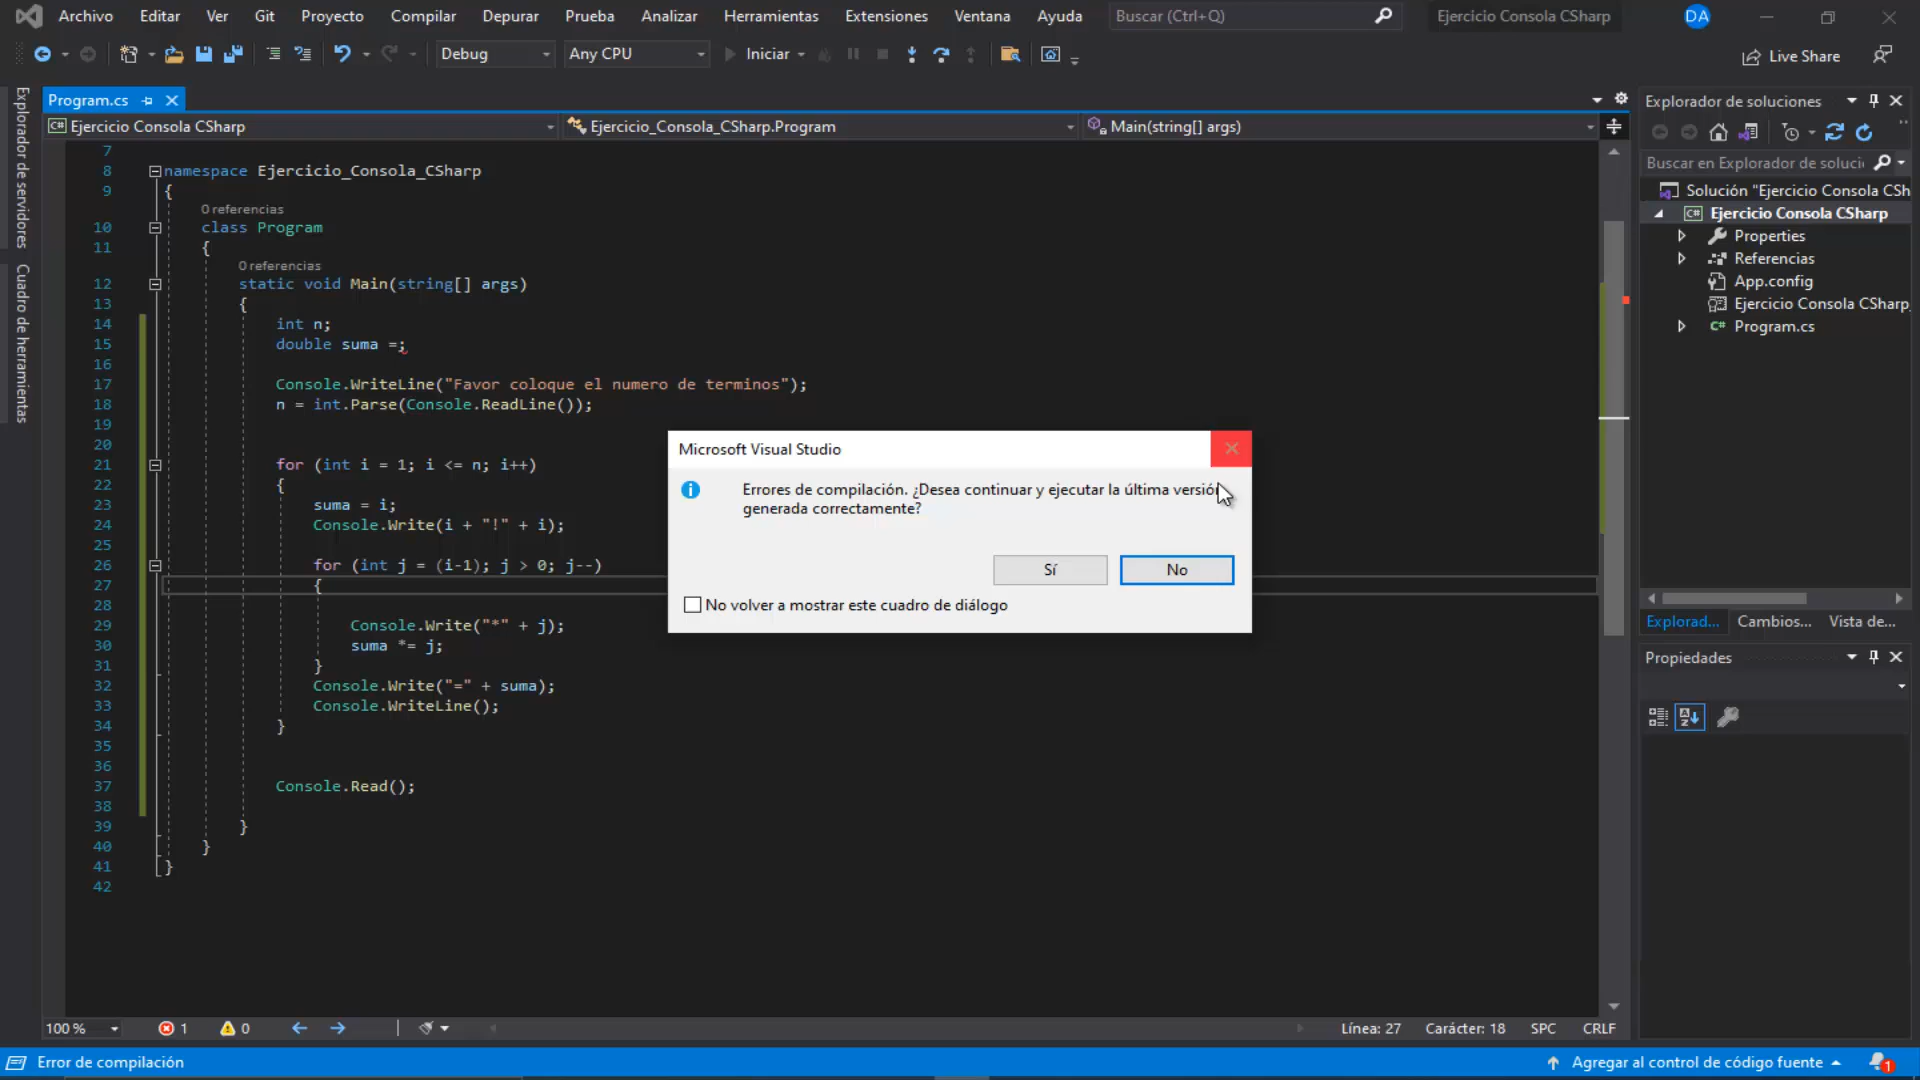 Archivo Editar Ver Git Proyecto Compilar Depurar Prueba Analizar Herramientas Extensiones Ventana Ayuda Buscar (Ctrl+Q) Ejercicio Consola CSharp DA
Debug Any CPU Iniciar Live Share
Explorador de servidores
Cuadro de herramientas
Program.cs
Ejercicio Consola CSharp Ejercicio_Consola_CSharp.Program Main(string[] args)
7
8 namespace Ejercicio_Consola_CSharp
9 {
0 referencias
10 class Program
11 {
0 referencias
12 static void Main(string[] args)
13 {
14 int n;
15 double suma =;
16
17 Console.WriteLine("Favor coloque el numero de terminos");
18 n = int.Parse(Console.ReadLine());
19
20
21 for (int i = 1; i <= n; i++)
22 {
23 suma = i;
24 Console.Write(i + "!" + i);
25
26 for (int j = (i-1); j > 0; j--)
27 {
28
29 Console.Write("*" + j);
30 suma *= j;
31 }
32 Console.Write("=" + suma);
33 Console.WriteLine();
34 }
35
36
37 Console.Read();
38
39 }
40 }
41 }
42
Microsoft Visual Studio
Errores de compilación. ¿Desea continuar y ejecutar la última versión
generada correctamente?
Sí No
No volver a mostrar este cuadro de diálogo
Explorador de soluciones
Buscar en Explorador de soluci
Solución "Ejercicio Consola CSh
C# Ejercicio Consola CSharp
Properties
Referencias
App.config
Ejercicio Consola CSharp
C# Program.cs
Explorad... Cambios... Vista de...
Propiedades
100 % 1 0 Línea: 27 Carácter: 18 SPC CRLF
Error de compilación Agregar al control de código fuente 1